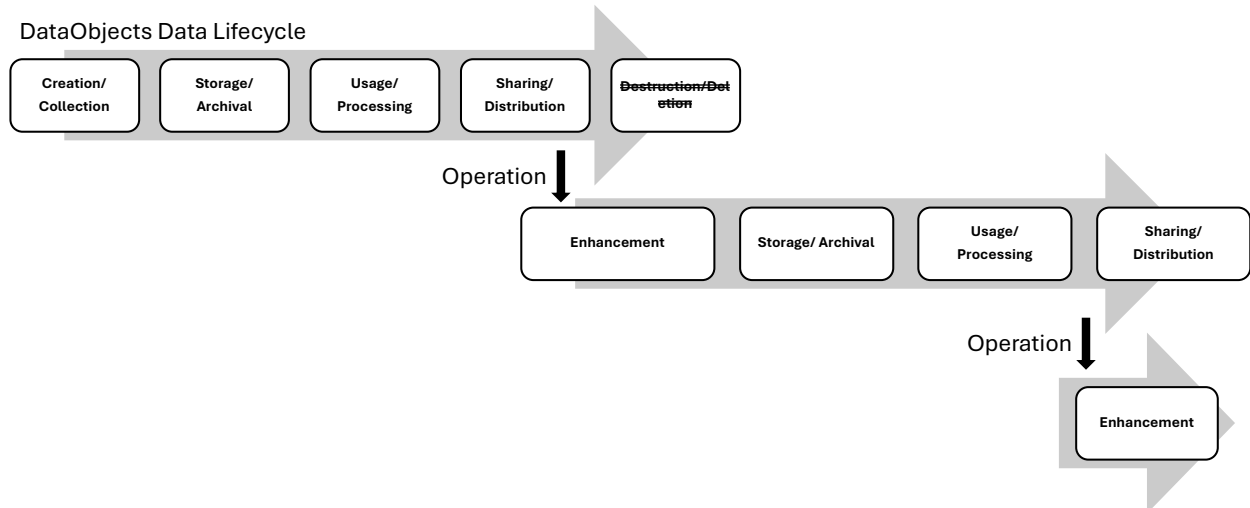 DataObjects Data Lifecycle
Creation/
Collection
Storage/
Archival
Usage/
Processing
Sharing/
Distribution
Destruction/Del
etion
Operation
Enhancement
Storage/ Archival
Usage/
Processing
Sharing/
Distribution
Operation
Enhancement